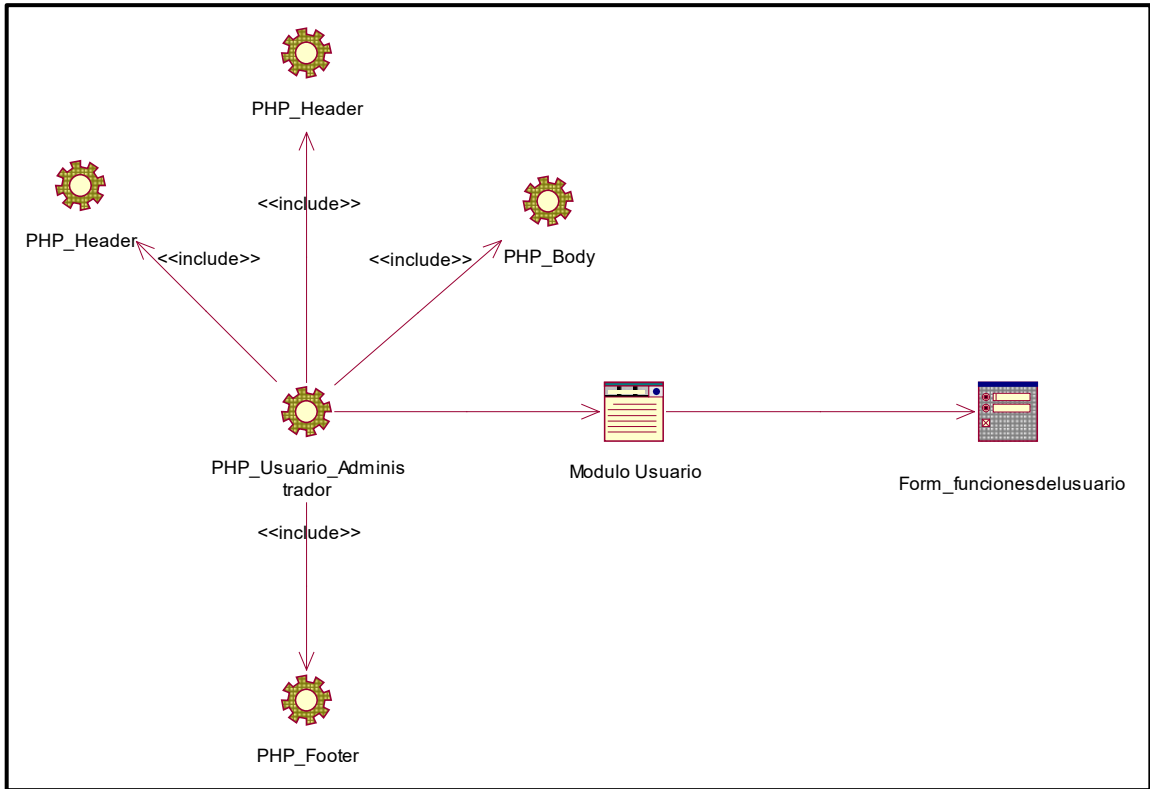 PHP_Header
<<include>>
PHP_Header
<<include>>
<<include>>
PHP_Body
PHP_Usuario_Adminis
trador
Modulo Usuario
Form_funcionesdelusuario
<<include>>
PHP_Footer